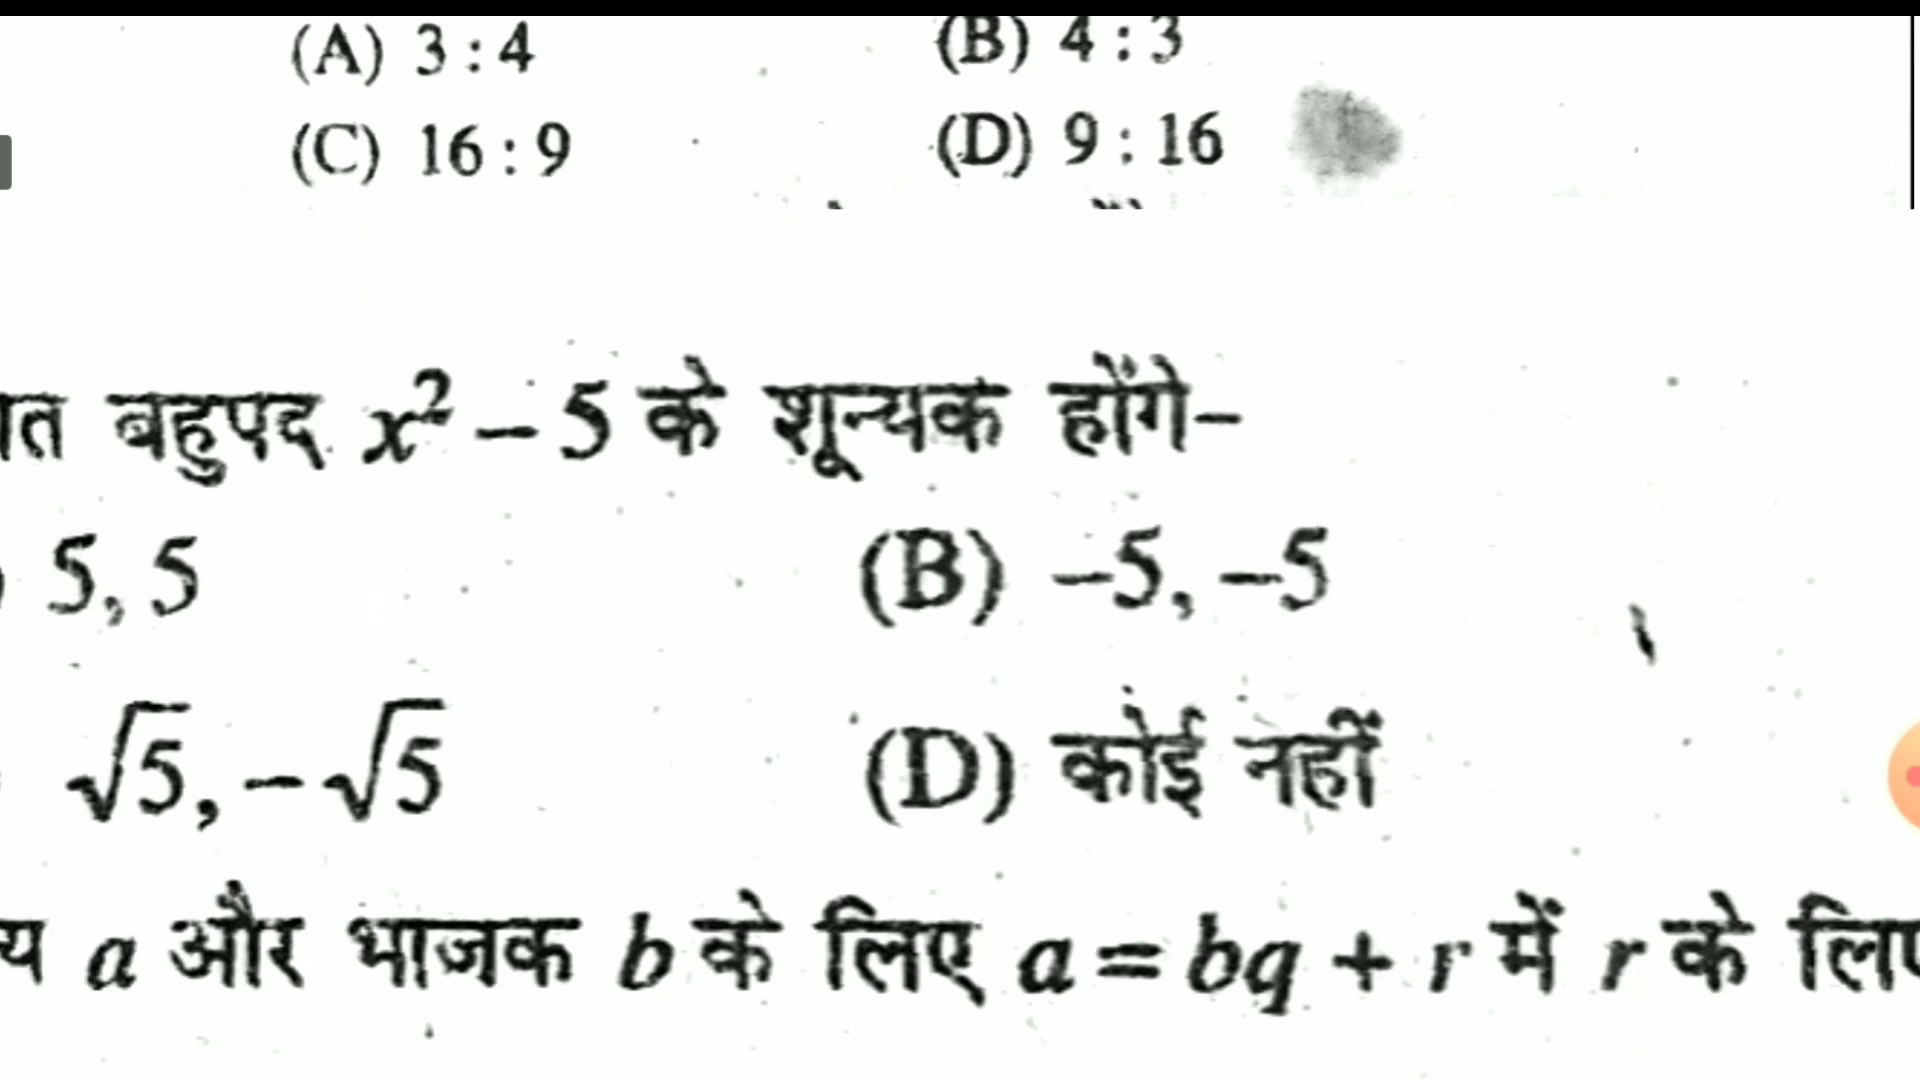 (A) 3 : 4 (B) 4 : 3
(C) 16 : 9 (D) 9 : 16
बहुपद x² – 5 के शून्यक होंगे–
5, 5 (B) –5, –5
√5, – √5 (D) कोई नहीं
a और भाजक b के लिए a = bq + r में r के